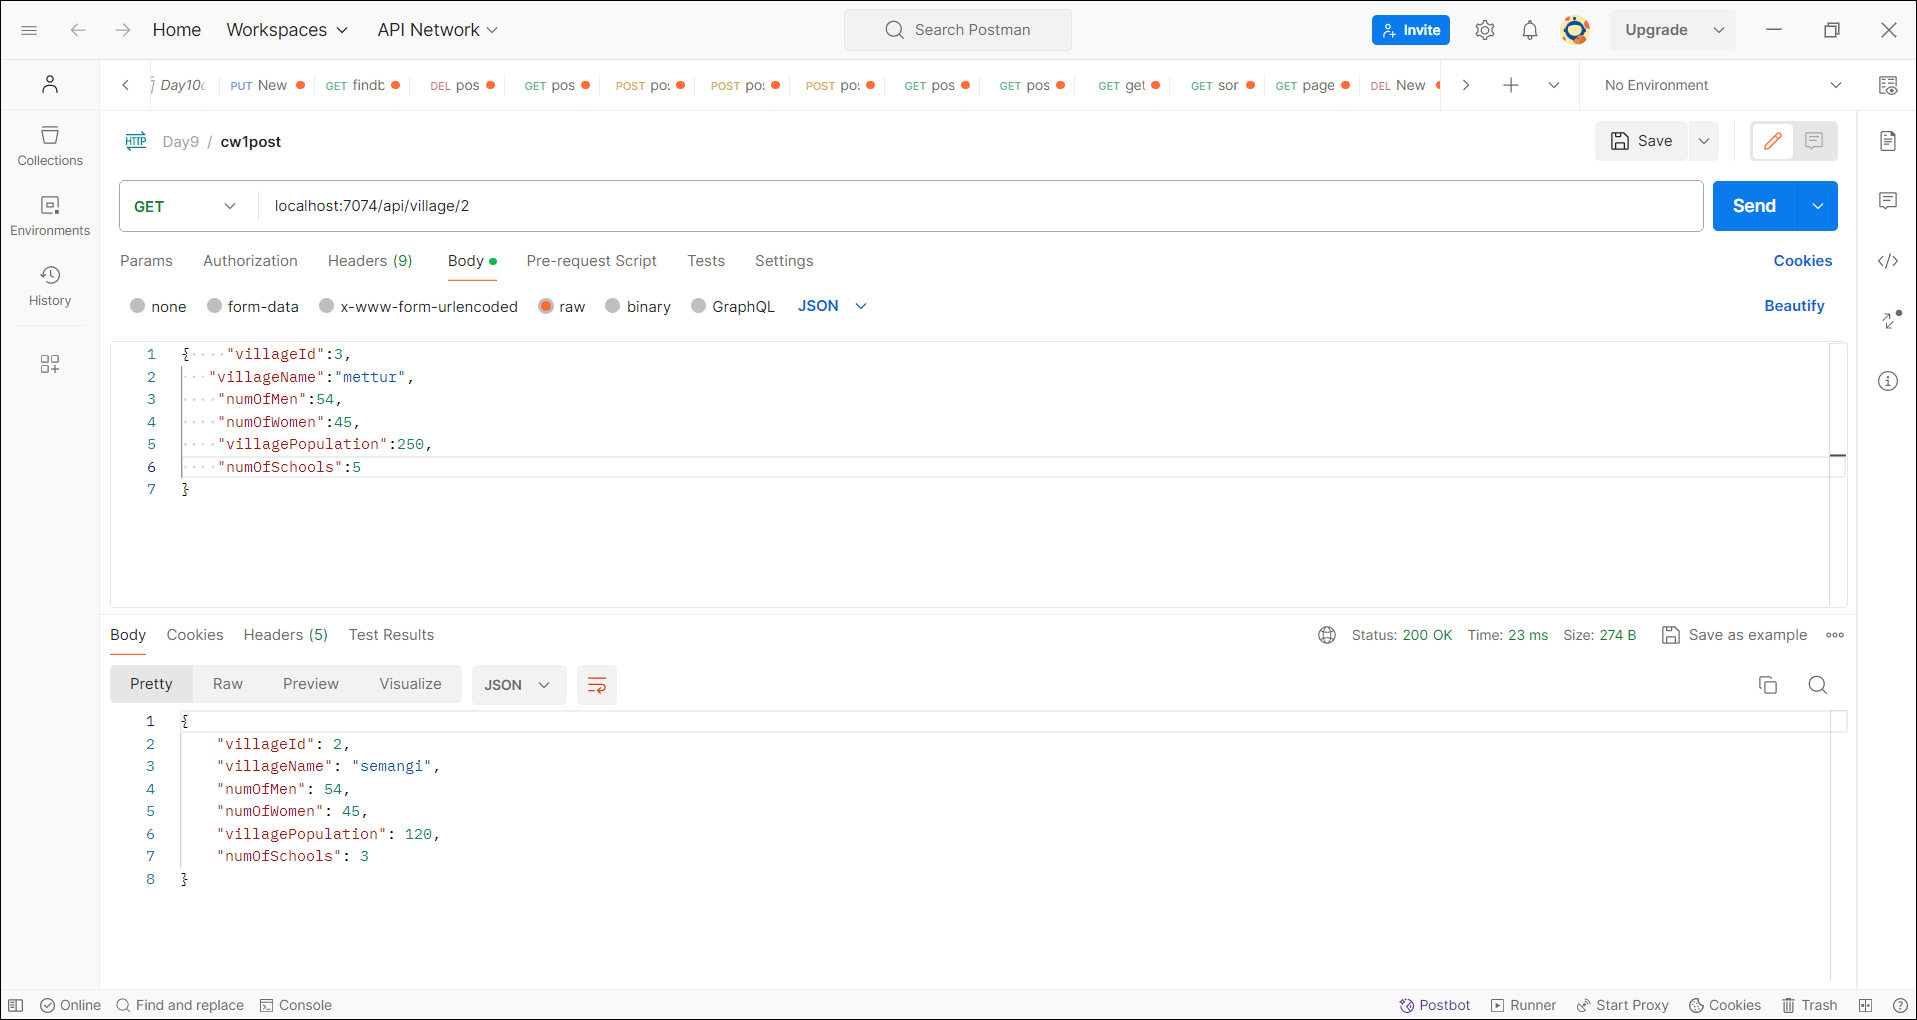 Home Workspaces API Network Search Postman Invite Upgrade
Day10c PUT New GET findb DEL pos GET pos POST po: POST po: POST po: GET pos GET pos GET get GET sor GET page DEL New No Environment
HTTP Day9 / cw1post Save
Collections
Environments
History
GET localhost:7074/api/village/2 Send
Params Authorization Headers (9) Body Pre-request Script Tests Settings Cookies
none form-data x-www-form-urlencoded raw binary GraphQL JSON Beautify
1 { "villageId":3,
2 "villageName":"mettur",
3 "numOfMen":54,
4 "numOfWomen":45,
5 "villagePopulation":250,
6 "numOfSchools":5
7 }
Body Cookies Headers (5) Test Results Status: 200 OK Time: 23 ms Size: 274 B Save as example
Pretty Raw Preview Visualize JSON
1 {
2 "villageId": 2,
3 "villageName": "semangi",
4 "numOfMen": 54,
5 "numOfWomen": 45,
6 "villagePopulation": 120,
7 "numOfSchools": 3
8 }
Online Find and replace Console Postbot Runner Start Proxy Cookies Trash